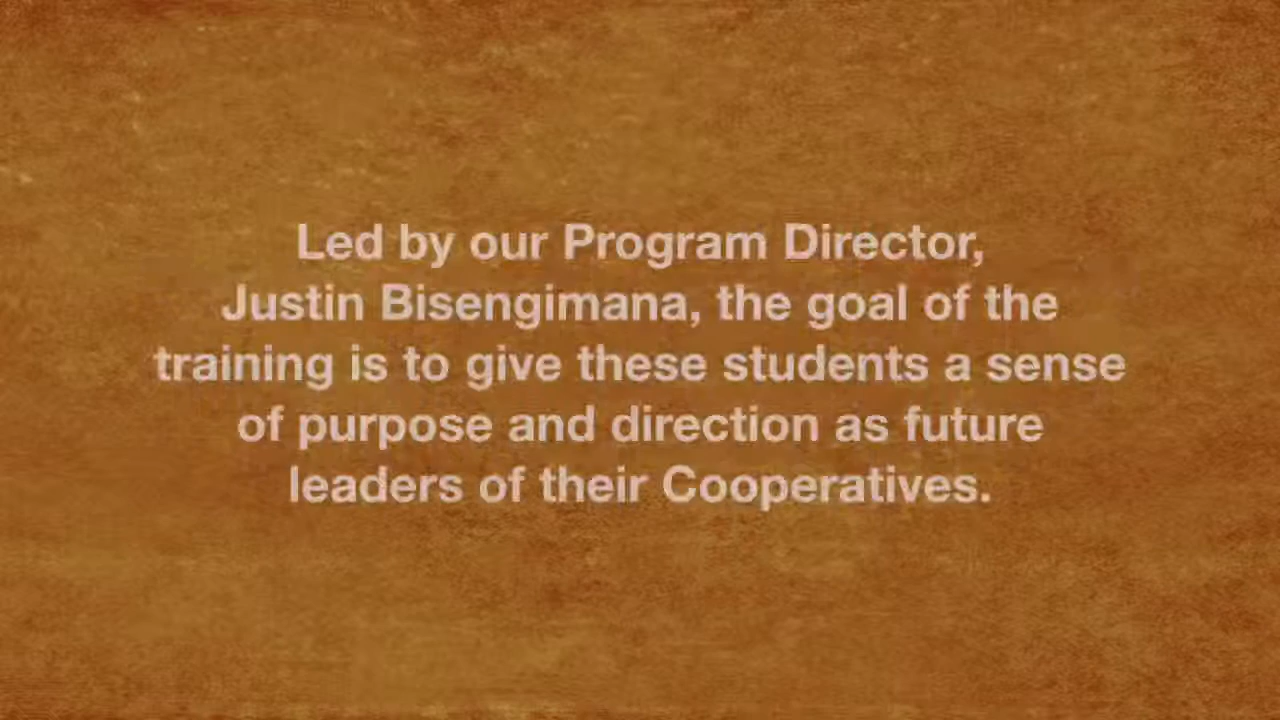 Led by our Program Director,
Justin Bisengimana, the goal of the
training is to give these students a sense
of purpose and direction as future
leaders of their Cooperatives.